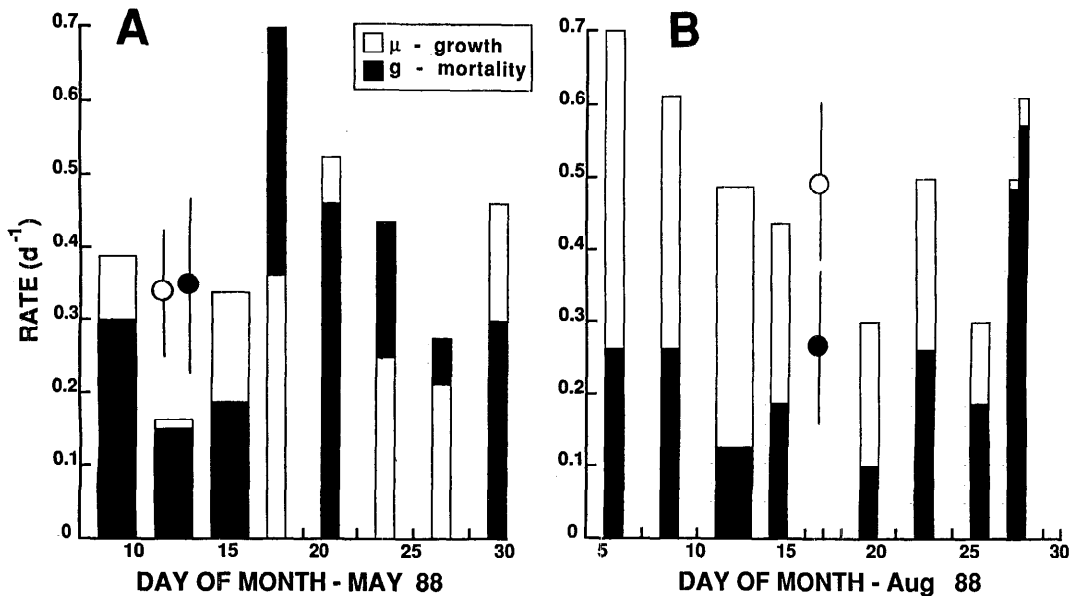 A
B
μ - growth
g - mortality
RATE (d⁻¹)
0.7
0.6
0.5
0.4
0.3
0.2
0.1
0
10 15 20 25 30
DAY OF MONTH - MAY 88
0.7
0.6
0.5
0.4
0.3
0.2
0.1
0
5 10 15 20 25 30
DAY OF MONTH - Aug 88